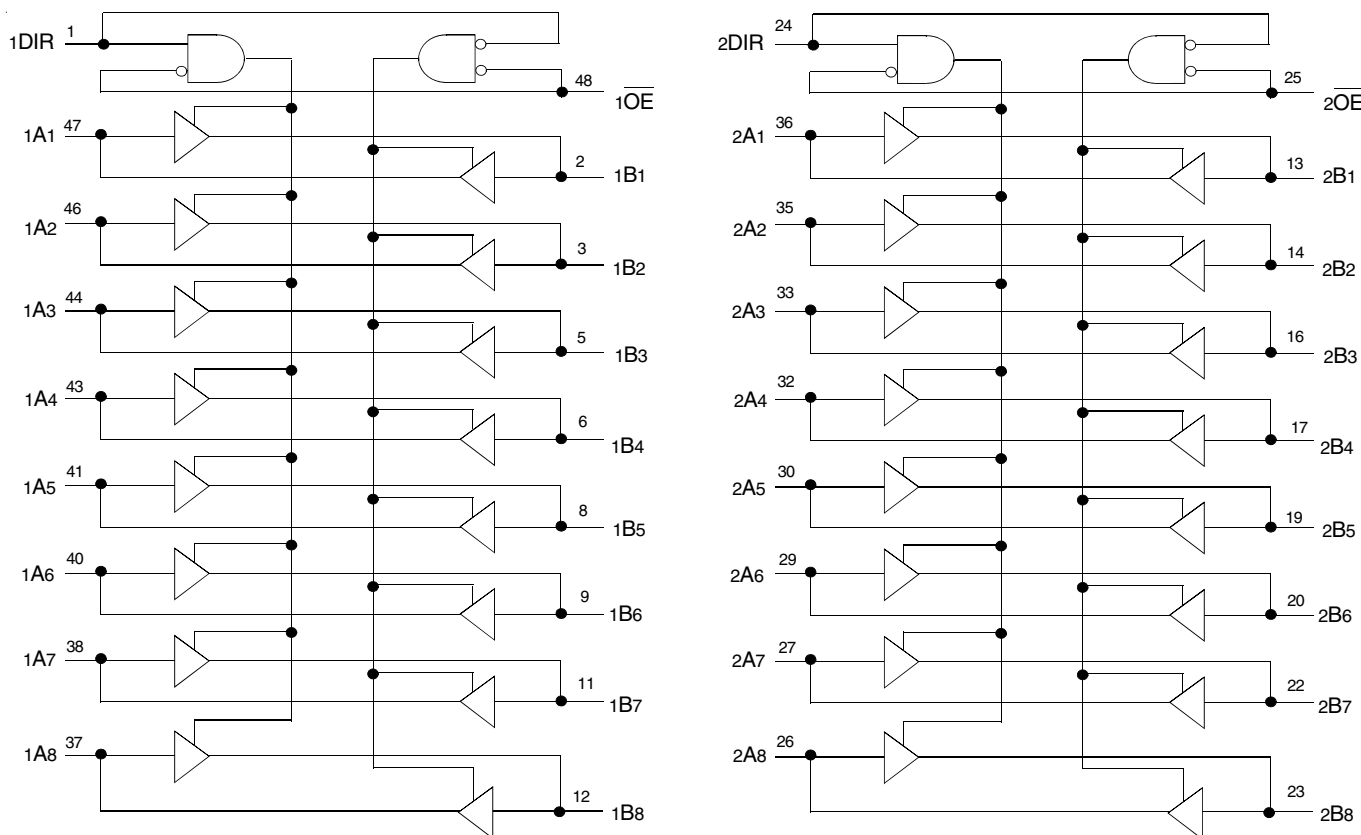 1DIR 1 2DIR 24
48 1OE 25 2OE
1A1 47 2A1 36
2 1B1 13 2B1
1A2 46 2A2 35
3 1B2 14 2B2
1A3 44 2A3 33
5 1B3 16 2B3
1A4 43 2A4 32
6 1B4 17 2B4
1A5 41 2A5 30
8 1B5 19 2B5
1A6 40 2A6 29
9 1B6 20 2B6
1A7 38 2A7 27
11 1B7 22 2B7
1A8 37 2A8 26
12 1B8 23 2B8